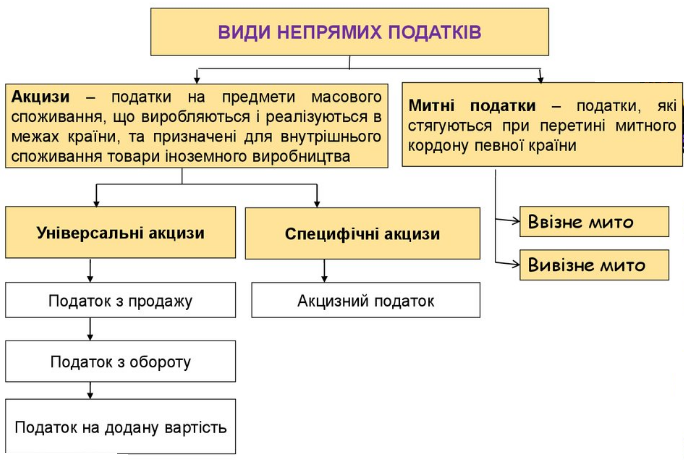 ВИДИ НЕПРЯМИХ ПОДАТКІВ
Акцизи – податки на предмети масового
споживання, що виробляються і реалізуються в
межах країни, та призначені для внутрішнього
споживання товари іноземного виробництва
Митні податки – податки, які
стягуються при перетині митного
кордону певної країни
Універсальні акцизи
Специфічні акцизи
Ввізне мито
Вивізне мито
Податок з продажу
Акцизний податок
Податок з обороту
Податок на додану вартість